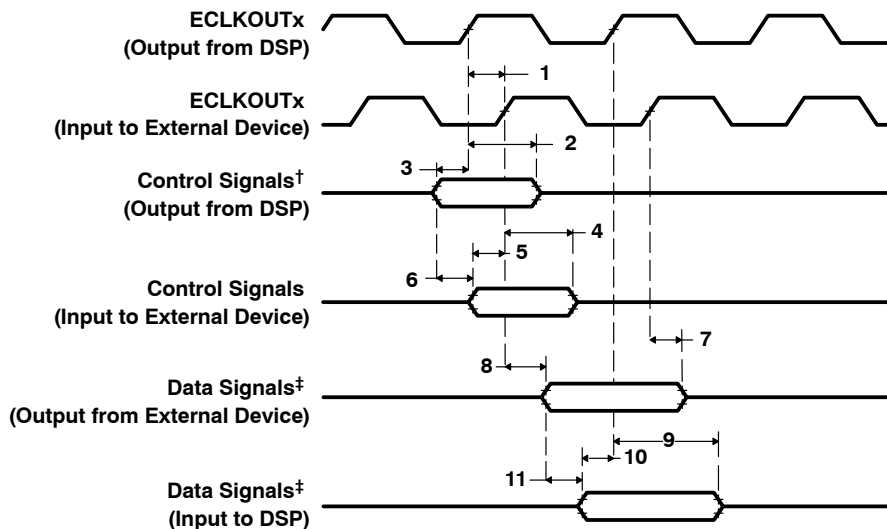 ECLKOUTx
(Output from DSP)
1
ECLKOUTx
(Input to External Device)
2
3
Control Signals†
(Output from DSP)
4
5
6
Control Signals
(Input to External Device)
7
8
Data Signals‡
(Output from External Device)
9
10
11
Data Signals‡
(Input to DSP)